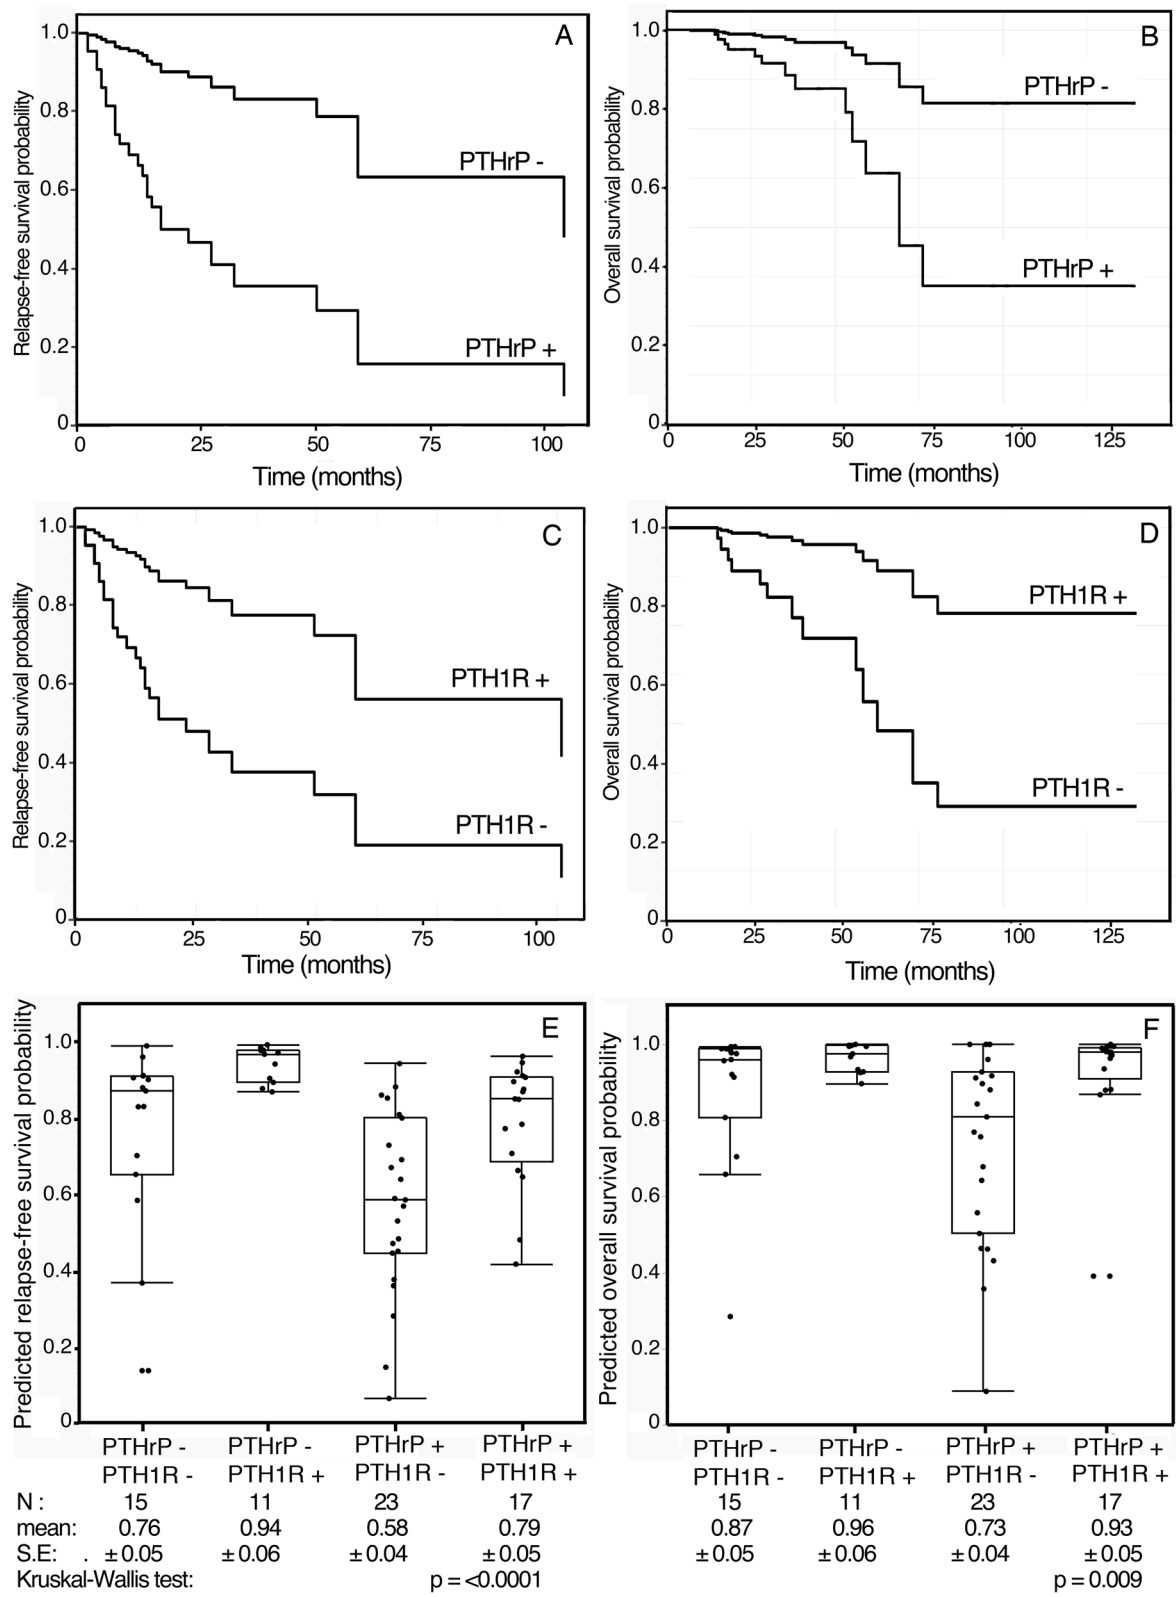 A
Relapse-free survival probability
1.0
0.8
0.6
0.4
0.2
0
PTHrP -
PTHrP +
0 25 50 75 100
Time (months)
B
Overall survival probability
1.0
0.8
0.6
0.4
0.2
0
PTHrP -
PTHrP +
0 25 50 75 100 125
Time (months)
C
Relapse-free survival probability
1.0
0.8
0.6
0.4
0.2
0
PTH1R +
PTH1R -
0 25 50 75 100
Time (months)
D
Overall survival probability
1.0
0.8
0.6
0.4
0.2
0
PTH1R +
PTH1R -
0 25 50 75 100 125
Time (months)
E
Predicted relapse-free survival probability
1.0
0.8
0.6
0.4
0.2
0
F
Predicted overall survival probability
1.0
0.8
0.6
0.4
0.2
0
PTHrP - PTHrP - PTHrP + PTHrP + PTHrP - PTHrP - PTHrP + PTHrP +
PTH1R - PTH1R + PTH1R - PTH1R + PTH1R - PTH1R + PTH1R - PTH1R +
N : 15 11 23 17 15 11 23 17
mean: 0.76 0.94 0.58 0.79 0.87 0.96 0.73 0.93
S.E: . ±0.05 ±0.06 ±0.04 ±0.05 ±0.05 ±0.06 ±0.04 ±0.05
Kruskal-Wallis test: p = <0.0001 p = 0.009